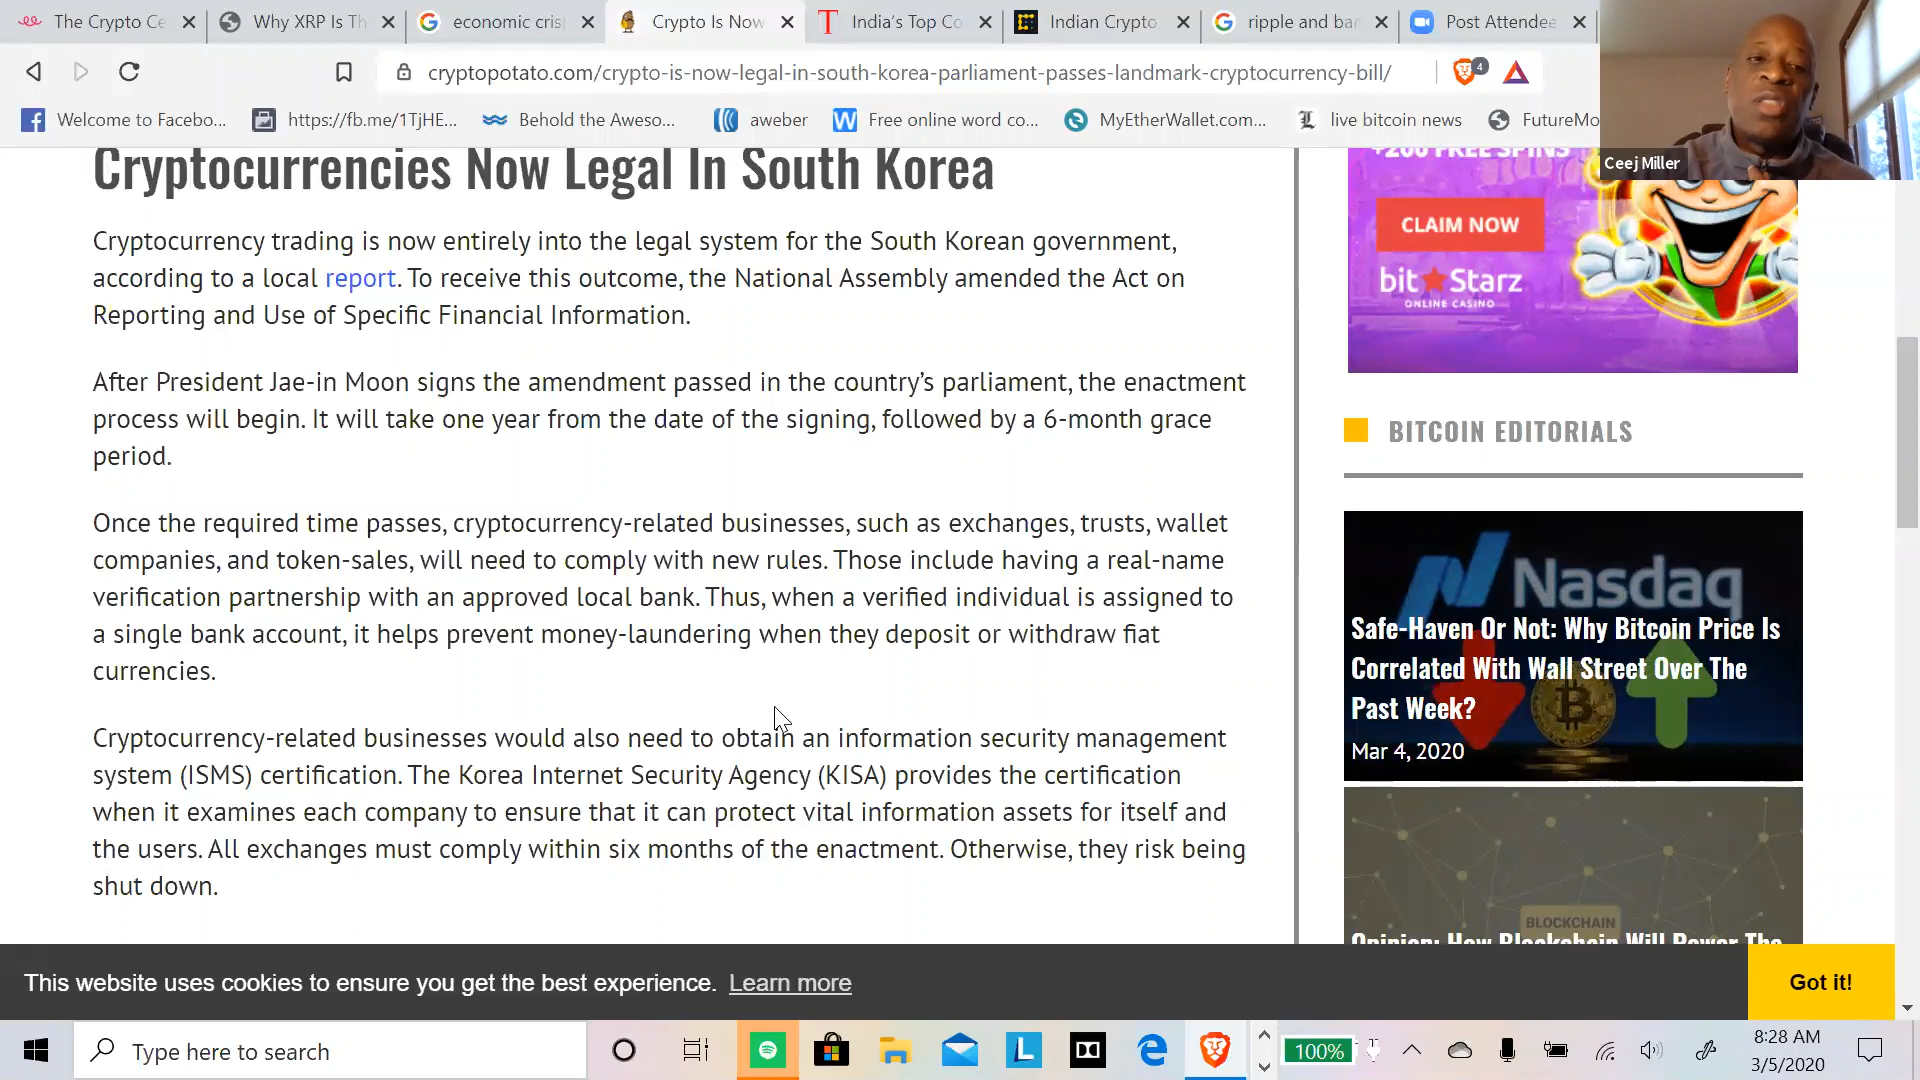 The Crypto Ce
Why XRP Is Th
economic cris
Crypto Is Now
India's Top Co
Indian Crypto
ripple and ba
Post Attendee
cryptopotato.com/crypto-is-now-legal-in-south-korea-parliament-passes-landmark-cryptocurrency-bill/
4
Welcome to Facebo...
https://fb.me/1TjHE...
Behold the Aweso...
aweber
Free online word co...
MyEtherWallet.com...
live bitcoin news
FutureMo
Ceej Miller
Cryptocurrencies Now Legal In South Korea
Cryptocurrency trading is now entirely into the legal system for the South Korean government,
according to a local report. To receive this outcome, the National Assembly amended the Act on
Reporting and Use of Specific Financial Information.
After President Jae-in Moon signs the amendment passed in the country's parliament, the enactment
process will begin. It will take one year from the date of the signing, followed by a 6-month grace
period.
Once the required time passes, cryptocurrency-related businesses, such as exchanges, trusts, wallet
companies, and token-sales, will need to comply with new rules. Those include having a real-name
verification partnership with an approved local bank. Thus, when a verified individual is assigned to
a single bank account, it helps prevent money-laundering when they deposit or withdraw fiat
currencies.
Cryptocurrency-related businesses would also need to obtain an information security management
system (ISMS) certification. The Korea Internet Security Agency (KISA) provides the certification
when it examines each company to ensure that it can protect vital information assets for itself and
the users. All exchanges must comply within six months of the enactment. Otherwise, they risk being
shut down.
+200 FREE SPINS
CLAIM NOW
bitStarz
ONLINE CASINO
BITCOIN EDITORIALS
Nasdaq
Safe-Haven Or Not: Why Bitcoin Price Is
Correlated With Wall Street Over The
Past Week?
Mar 4, 2020
BLOCKCHAIN
Opinion: How Blockchain Will Power The
This website uses cookies to ensure you get the best experience. Learn more
Got it!
Type here to search
100%
8:28 AM
3/5/2020